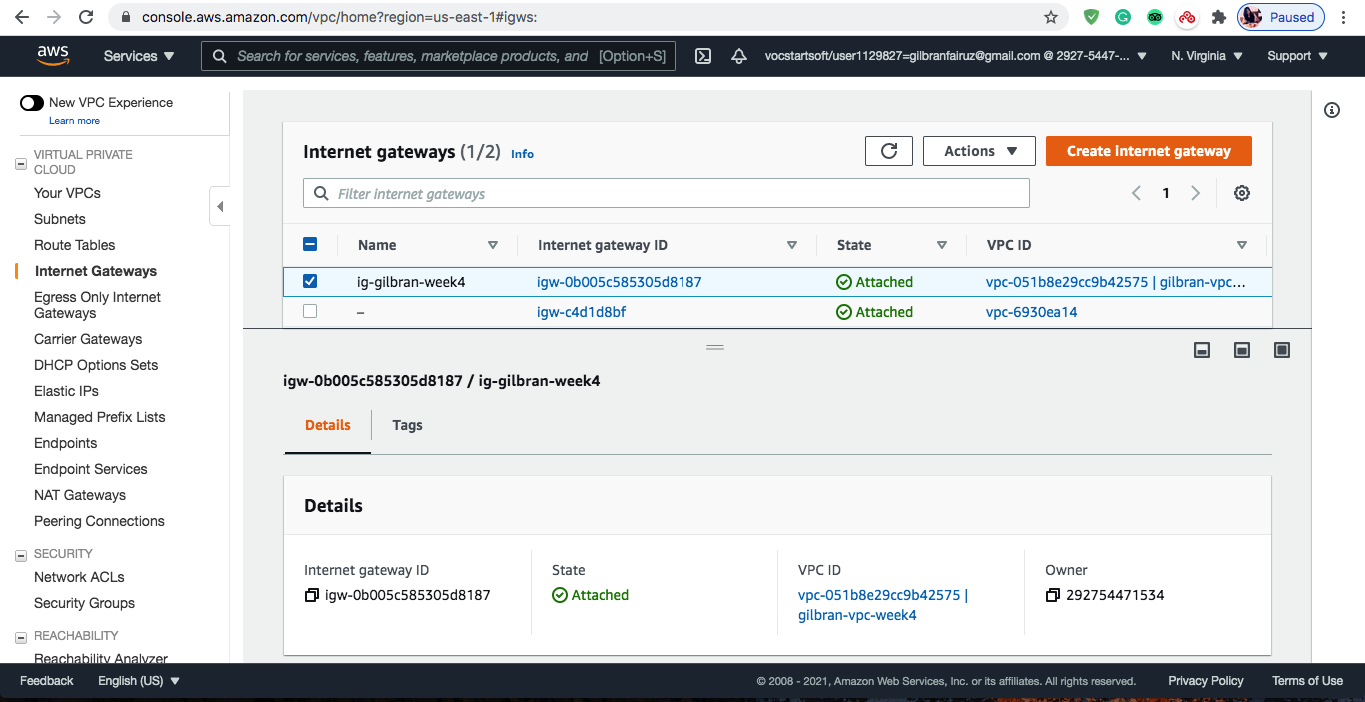 console.aws.amazon.com/vpc/home?region=us-east-1#igws:
Paused
aws
Services
Search for services, features, marketplace products, and [Option+S]
vocstartsoft/user1129827=gilbranfairuz@gmail.com @ 2927-5447-...
N. Virginia
Support
New VPC Experience
Learn more
VIRTUAL PRIVATE
CLOUD
Your VPCs
Subnets
Route Tables
Internet Gateways
Egress Only Internet
Gateways
Carrier Gateways
DHCP Options Sets
Elastic IPs
Managed Prefix Lists
Endpoints
Endpoint Services
NAT Gateways
Peering Connections
SECURITY
Network ACLs
Security Groups
REACHABILITY
Reachability Analyzer
Internet gateways (1/2) Info
Actions
Create internet gateway
Filter internet gateways
1
Name Internet gateway ID State VPC ID
ig-gilbran-week4 igw-0b005c585305d8187 Attached vpc-051b8e29cc9b42575 | gilbran-vpc...
– igw-c4d1d8bf Attached vpc-6930ea14
igw-0b005c585305d8187 / ig-gilbran-week4
Details Tags
Details
Internet gateway ID
igw-0b005c585305d8187
State
Attached
VPC ID
vpc-051b8e29cc9b42575 |
gilbran-vpc-week4
Owner
292754471534
Feedback
English (US)
© 2008 - 2021, Amazon Web Services, Inc. or its affiliates. All rights reserved.
Privacy Policy
Terms of Use